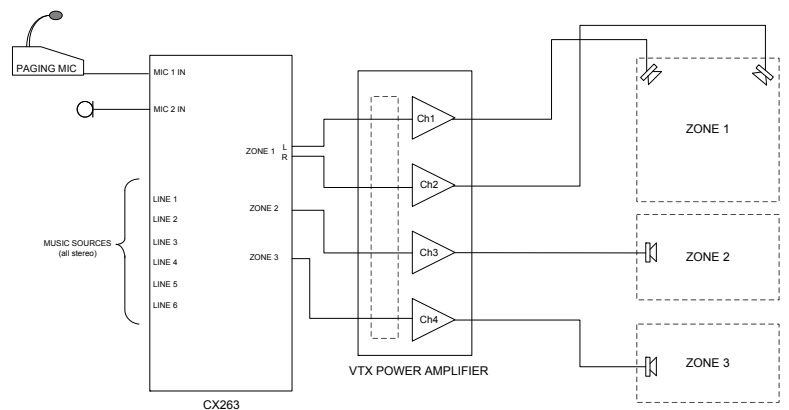 PAGING MIC
MIC 1 IN
MIC 2 IN
ZONE 1
L
R
ZONE 2
ZONE 3
LINE 1
LINE 2
LINE 3
LINE 4
LINE 5
LINE 6
MUSIC SOURCES
(all stereo)
CX263
Ch1
Ch2
Ch3
Ch4
VTX POWER AMPLIFIER
ZONE 1
ZONE 2
ZONE 3